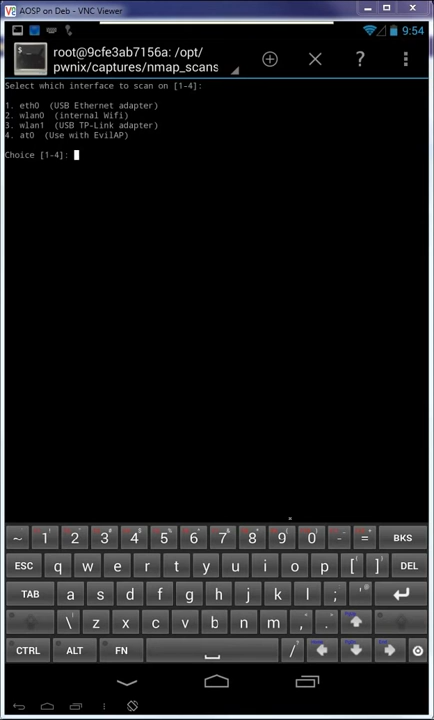 AOSP on Deb - VNC Viewer
9:54
root@9cfe3ab7156a: /opt/
pwnix/captures/nmap_scans
Select which interface to scan on [1-4]:
1. eth0 (USB Ethernet adapter)
2. wlan0 (internal Wifi)
3. wlan1 (USB TP-Link adapter)
4. at0 (Use with EvilAP)
Choice [1-4]:
~ 1 2 3 4 5 6 7 8 9 0 - = BKS
ESC q w e r t y u i o p [ ] DEL
TAB a s d f g h j k l ; '
\ z x c v b n m , .
CTRL ALT FN /